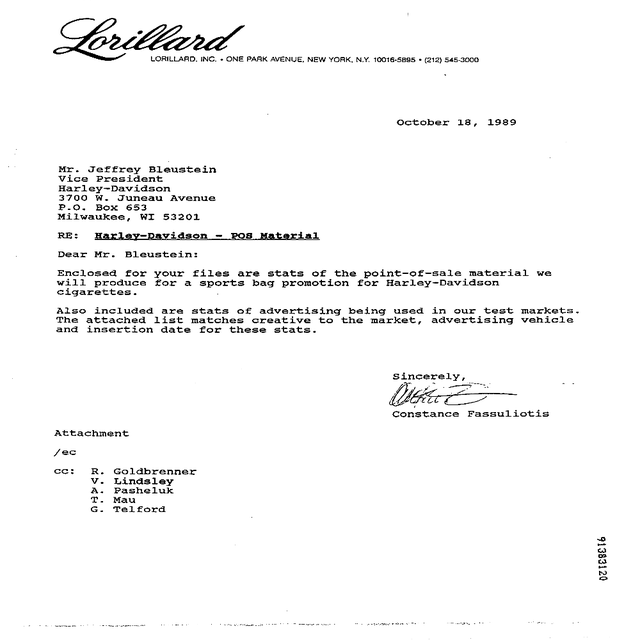 Lorillard
LORILLARD, INC. • ONE PARK AVENUE, NEW YORK, N.Y. 10016-5895 • (212) 545-3000
October 18, 1989
Mr. Jeffrey Bleustein
Vice President
Harley-Davidson
3700 W. Juneau Avenue
P.O. Box 653
Milwaukee, WI 53201
RE: Harley-Davidson - POS Material
Dear Mr. Bleustein:
Enclosed for your files are stats of the point-of-sale material we
will produce for a sports bag promotion for Harley-Davidson
cigarettes.
Also included are stats of advertising being used in our test markets.
The attached list matches creative to the market, advertising vehicle
and insertion date for these stats.
Sincerely,
Constance Fassuliotis
Attachment
/ec
cc: R. Goldbrenner
V. Lindsley
A. Pasheluk
T. Mau
G. Telford
91383120